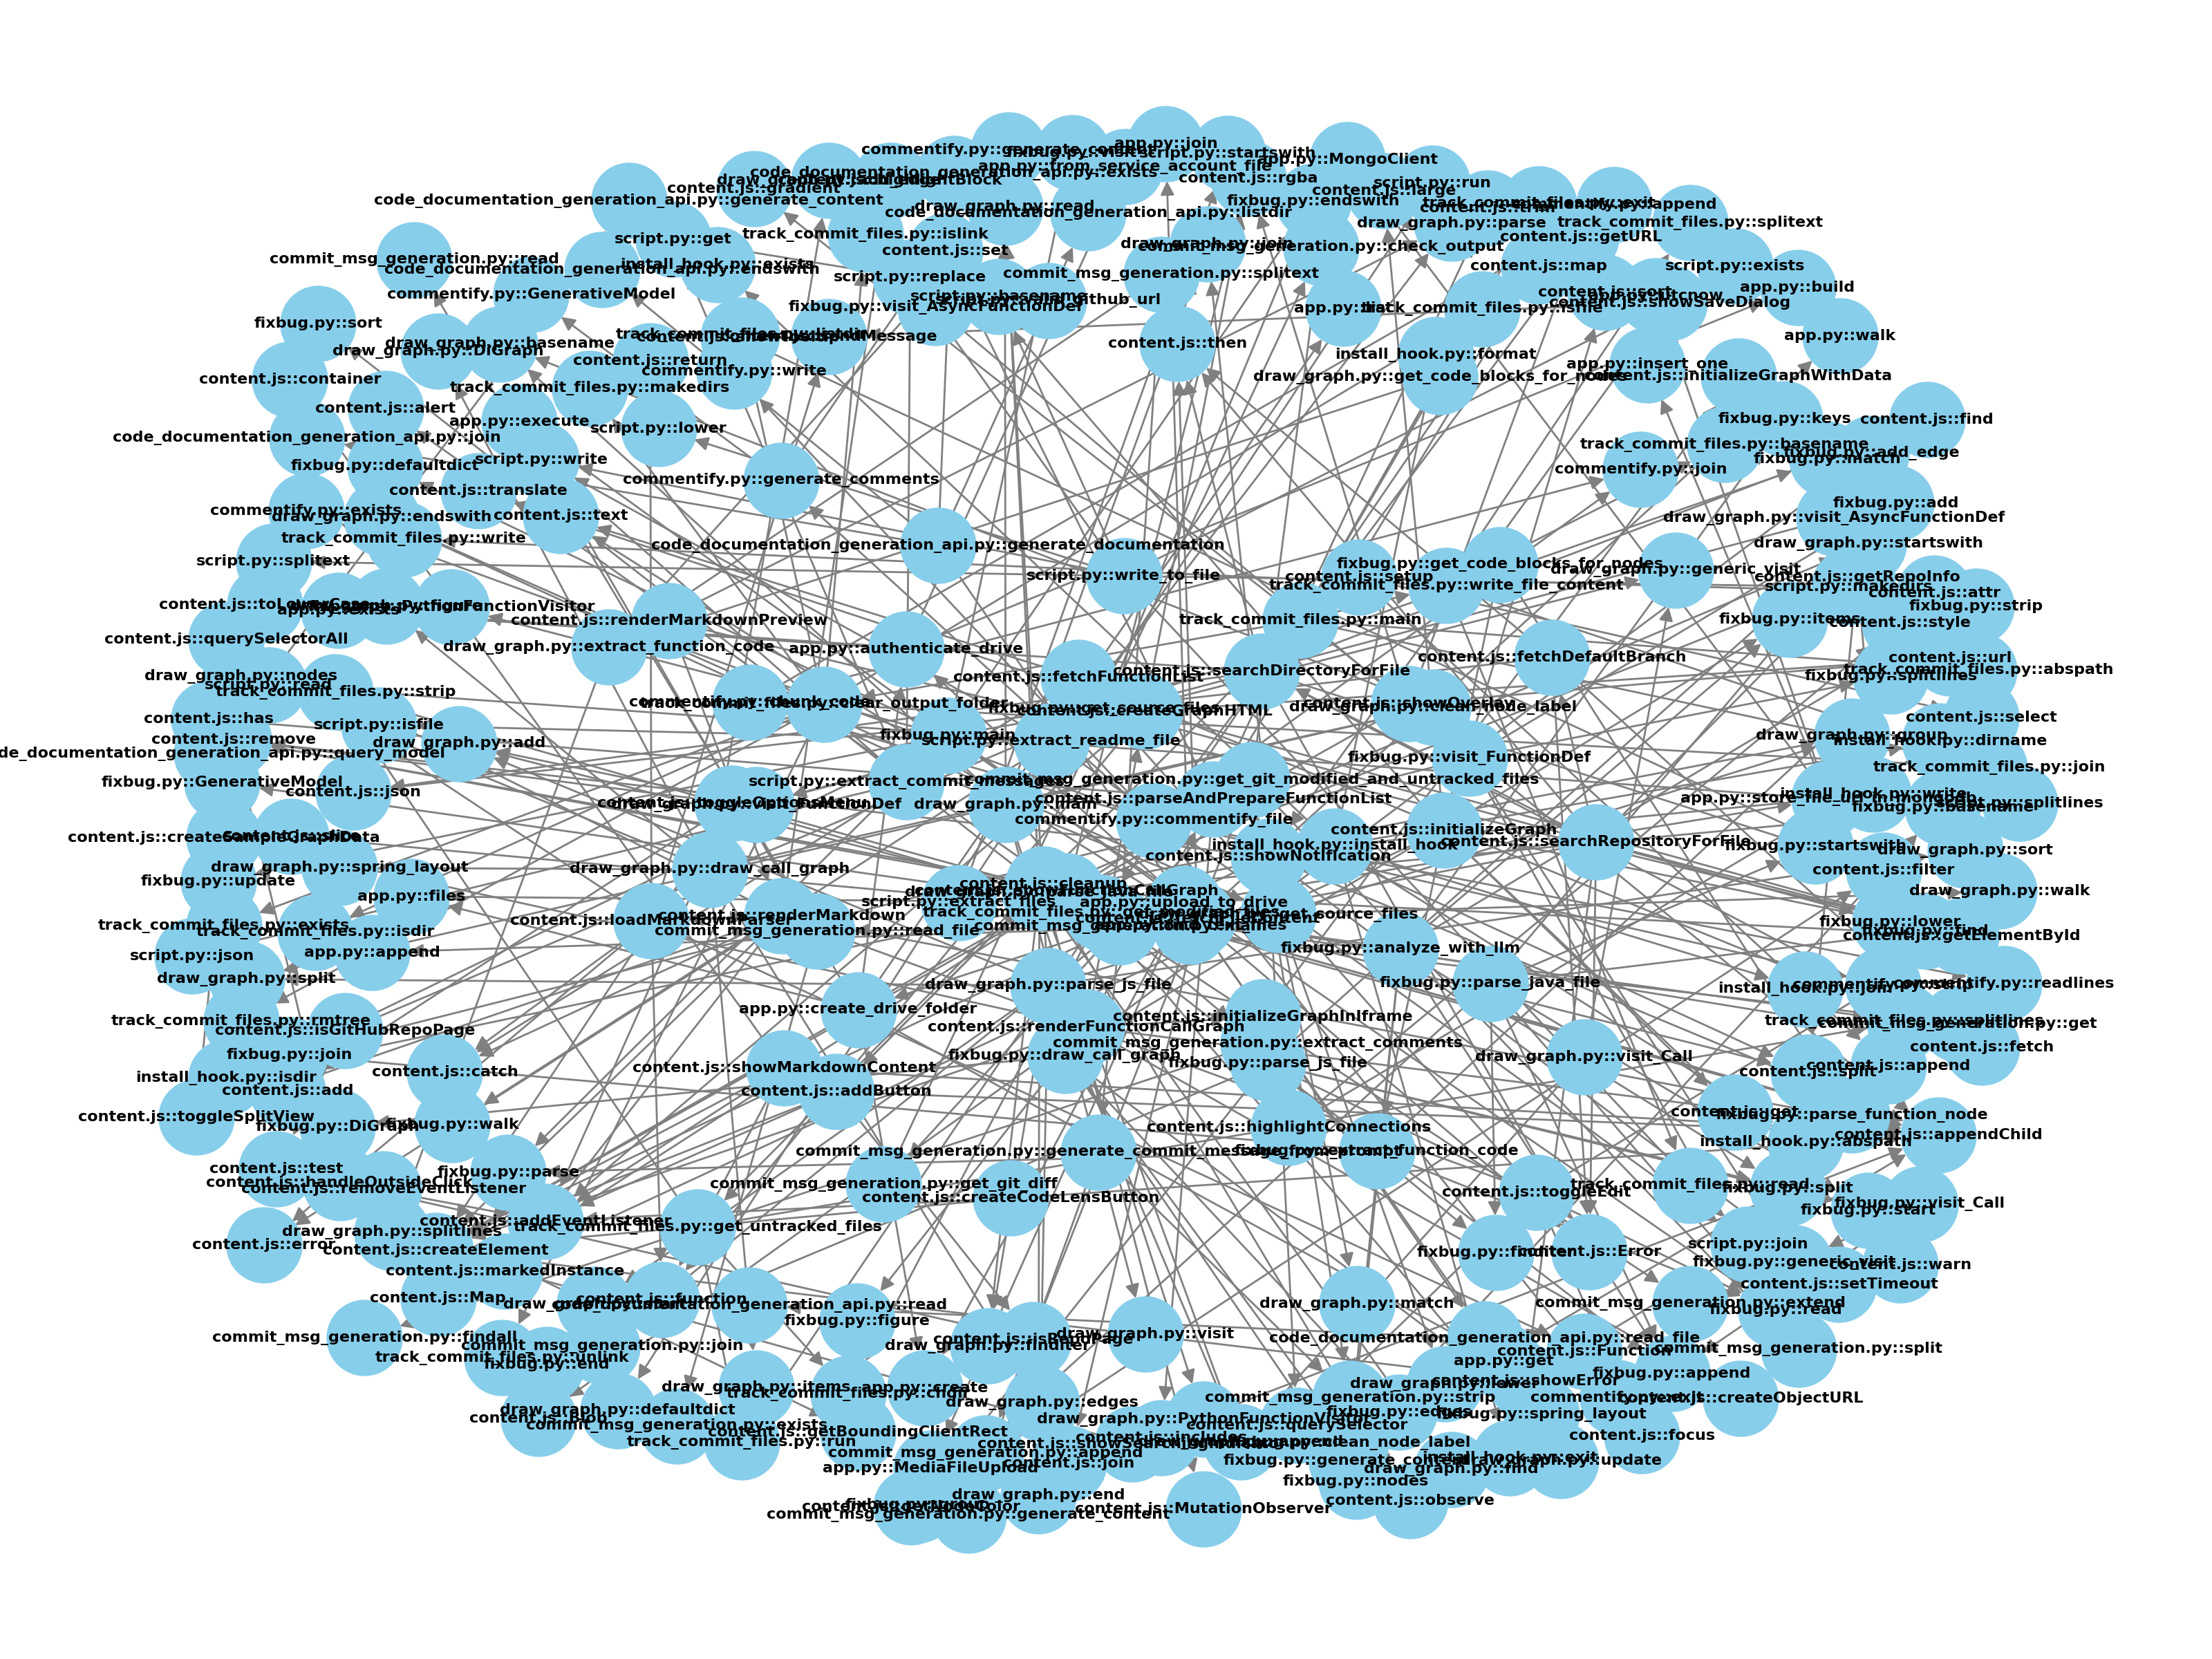 app.py::join
commentify.py::generate_content
fixbug.py::visit
script.py::startswith
app.py::MongoClient
app.py::from_service_account_file
code_documentation_generation_api.py::exists
content.js::rgba
content.js::gradient
content.js::large
script.py::run
code_documentation_generation_api.py::generate_content
fixbug.py::endswith
track_commit_files.py::exit
commentify.py::append
draw_graph.py::read
code_documentation_generation_api.py::listdir
draw_graph.py::parse
track_commit_files.py::splitext
track_commit_files.py::islink
content.js::getURL
script.py::get
draw_graph.py::join
commit_msg_generation.py::check_output
content.js::set
commit_msg_generation.py::read
install_hook.py::exists
code_documentation_generation_api.py::endswith
script.py::replace
commit_msg_generation.py::splitext
content.js::map
script.py::exists
app.py::build
commentify.py::GenerativeModel
script.py::basename
content.js::sort
app.py::utcnow
content.js::showSaveDialog
fixbug.py::visit_AsyncFunctionDef
app.py::list
track_commit_files.py::isfile
fixbug.py::sort
track_commit_files.py::listdir
content.js::then
app.py::walk
draw_graph.py::basename
draw_graph.py::DiGraph
content.js::return
install_hook.py::format
app.py::insert_one
commentify.py::write
draw_graph.py::get_code_blocks_for_nodes
content.js::initializeGraphWithData
content.js::container
track_commit_files.py::makedirs
content.js::alert
app.py::execute
script.py::lower
fixbug.py::keys
content.js::find
code_documentation_generation_api.py::join
track_commit_files.py::basename
fixbug.py::add_edge
fixbug.py::defaultdict
script.py::write
fixbug.py::match
commentify.py::join
content.js::translate
commentify.py::generate_comments
commentify.py::exists
draw_graph.py::endswith
content.js::text
fixbug.py::add
draw_graph.py::visit_AsyncFunctionDef
track_commit_files.py::write
code_documentation_generation_api.py::generate_documentation
draw_graph.py::startswith
script.py::splitext
fixbug.py::get_code_blocks_for_nodes
draw_graph.py::generic_visit
script.py::write_to_file
content.js::setup
track_commit_files.py::write_file_content
content.js::getRepoInfo
script.py::makedirs
content.js::attr
content.js::toLowerCase
app.py::exists
fixbug.py::strip
content.js::renderMarkdownPreview
track_commit_files.py::main
fixbug.py::items
content.js::style
content.js::querySelectorAll
draw_graph.py::extract_function_code
app.py::authenticate_drive
content.js::fetchDefaultBranch
content.js::url
content.js::searchDirectoryForFile
track_commit_files.py::abspath
draw_graph.py::nodes
content.js::fetchFunctionList
fixbug.py::splitlines
script.py::read
track_commit_files.py::strip
commentify.py::chunk_code
track_commit_files.py::clear_output_folder
fixbug.py::get_source_files
content.js::createGraphHTML
content.js::showOverlay
draw_graph.py::clean_node_label
content.js::has
script.py::isfile
content.js::select
content.js::remove
draw_graph.py::add
fixbug.py::main
script.py::extract_readme_file
draw_graph.py::group
install_hook.py::dirname
code_documentation_generation_api.py::query_model
fixbug.py::visit_FunctionDef
track_commit_files.py::join
fixbug.py::GenerativeModel
content.js::json
script.py::extract_commit_messages
commit_msg_generation.py::get_git_modified_and_untracked_files
content.js::toggleOptionsMenu
draw_graph.py::visit_FunctionDef
draw_graph.py::main
content.js::parseAndPrepareFunctionList
app.py::store_file_url_in_mongodb
install_hook.py::write
fixbug.py::basename
script.py::splitlines
commentify.py::commentify_file
content.js::createSampleGraphData
content.js::slice
content.js::initializeGraph
install_hook.py::install_hook
content.js::searchRepositoryForFile
fixbug.py::startswith
draw_graph.py::sort
content.js::showNotification
draw_graph.py::spring_layout
draw_graph.py::draw_call_graph
content.js::filter
fixbug.py::update
app.py::files
content.js::cleanup
content.js::showFunctionCallGraph
draw_graph.py::parse_java_file
script.py::extract_files
app.py::upload_to_drive
draw_graph.py::walk
draw_graph.py::get_source_files
track_commit_files.py::get_modified_files
commit_msg_generation.py::main
content.js::loadMarkdownParser
content.js::renderMarkdown
commit_msg_generation.py::read_file
track_commit_files.py::exists
track_commit_files.py::isdir
fixbug.py::lower
fixbug.py::find
content.js::getElementById
fixbug.py::analyze_with_llm
script.py::json
app.py::append
draw_graph.py::split
draw_graph.py::parse_js_file
fixbug.py::parse_java_file
install_hook.py::join
commentify.py::strip
commentify.py::readlines
app.py::create_drive_folder
content.js::initializeGraphInIframe
track_commit_files.py::rmtree
content.js::isGitHubRepoPage
content.js::renderFunctionCallGraph
track_commit_files.py::splitlines
commit_msg_generation.py::get
commit_msg_generation.py::extract_comments
fixbug.py::join
fixbug.py::draw_call_graph
fixbug.py::parse_js_file
draw_graph.py::visit_Call
content.js::fetch
install_hook.py::isdir
content.js::catch
content.js::showMarkdownContent
content.js::split
content.js::append
content.js::add
content.js::addButton
content.js::toggleSplitView
fixbug.py::DiGraph
fixbug.py::walk
content.js::highlightConnections
content.js::get
fixbug.py::parse_function_node
content.js::appendChild
install_hook.py::abspath
commit_msg_generation.py::generate_commit_message_from_prompt
fixbug.py::extract_function_code
content.js::test
fixbug.py::parse
content.js::handleOutsideClick
content.js::removeEventListener
commit_msg_generation.py::get_git_diff
content.js::createCodeLensButton
content.js::toggleEdit
track_commit_files.py::read
fixbug.py::split
fixbug.py::visit_Call
fixbug.py::start
content.js::addEventListener
track_commit_files.py::get_untracked_files
draw_graph.py::splitlines
content.js::error
content.js::createElement
fixbug.py::finditer
content.js::Error
script.py::join
fixbug.py::generic_visit
content.js::warn
content.js::markedInstance
content.js::setTimeout
content.js::Map
content.js::function
draw_graph.py::start
code_documentation_generation_api.py::read
draw_graph.py::match
commit_msg_generation.py::extend
fixbug.py::read
fixbug.py::figure
commit_msg_generation.py::findall
commit_msg_generation.py::join
content.js::isRepoPage
draw_graph.py::finditer
draw_graph.py::visit
code_documentation_generation_api.py::read_file
content.js::Function
commit_msg_generation.py::split
track_commit_files.py::unlink
fixbug.py::end
app.py::get
fixbug.py::append
draw_graph.py::items
track_commit_files.py::chdir
app.py::create
draw_graph.py::lower
content.js::showError
draw_graph.py::edges
commit_msg_generation.py::strip
commentify.py::exit
content.js::createObjectURL
draw_graph.py::defaultdict
content.js::Blob
commit_msg_generation.py::exists
draw_graph.py::PythonFunctionVisitor
content.js::querySelector
fixbug.py::edges
fixbug.py::spring_layout
content.js::getBoundingClientRect
track_commit_files.py::run
content.js::includes
content.js::focus
draw_graph.py::append
fixbug.py::clean_node_label
commit_msg_generation.py::append
content.js::join
app.py::MediaFileUpload
fixbug.py::generate_content
install_hook.py::exit
draw_graph.py::update
draw_graph.py::find
fixbug.py::nodes
draw_graph.py::end
content.js::observe
fixbug.py::group
content.js::getNodeColor
content.js::MutationObserver
commit_msg_generation.py::generate_content